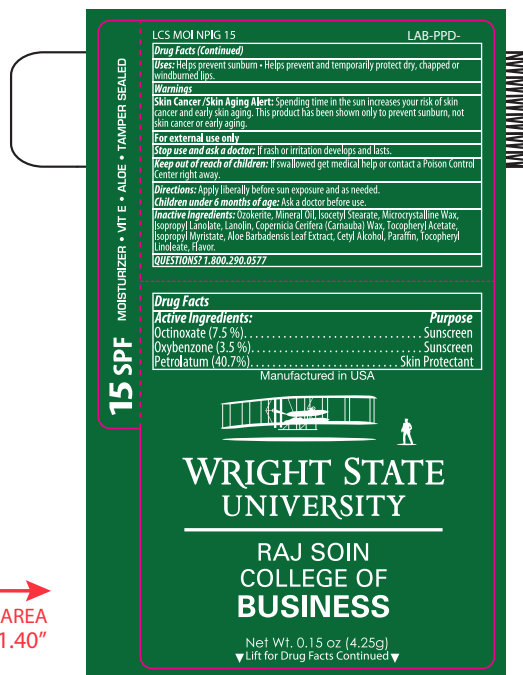 LCS MOI NPIG 15 LAB-PPD-
Drug Facts (Continued)
Uses: Helps prevent sunburn • Helps prevent and temporarily protect dry, chapped or
windburned lips.
Warnings
Skin Cancer /Skin Aging Alert: Spending time in the sun increases your risk of skin
cancer and early skin aging. This product has been shown only to prevent sunburn, not
skin cancer or early aging.
For external use only
Stop use and ask a doctor: If rash or irritation develops and lasts.
Keep out of reach of children: If swallowed get medical help or contact a Poison Control
Center right away.
Directions: Apply liberally before sun exposure and as needed.
Children under 6 months of age: Ask a doctor before use.
Inactive Ingredients: Ozokerite, Mineral Oil, Isocetyl Stearate, Microcrystalline Wax,
Isopropyl Lanolate, Lanolin, Copernicia Cerifera (Carnauba) Wax, Tocopheryl Acetate,
Isopropyl Myristate, Aloe Barbadensis Leaf Extract, Cetyl Alcohol, Paraffin, Tocopheryl
Linoleate, Flavor.
QUESTIONS? 1.800.290.0577
15 SPF MOISTURIZER • VIT E • ALOE • TAMPER SEALED
Drug Facts
Active Ingredients: Purpose
Octinoxate (7.5 %)................................Sunscreen
Oxybenzone (3.5 %)...............................Sunscreen
Petrolatum (40.7%)...........................Skin Protectant
Manufactured in USA
WRIGHT STATE
UNIVERSITY
RAJ SOIN
COLLEGE OF
BUSINESS
Net Wt. 0.15 oz (4.25g)
▼Lift for Drug Facts Continued▼
AREA
1.40”